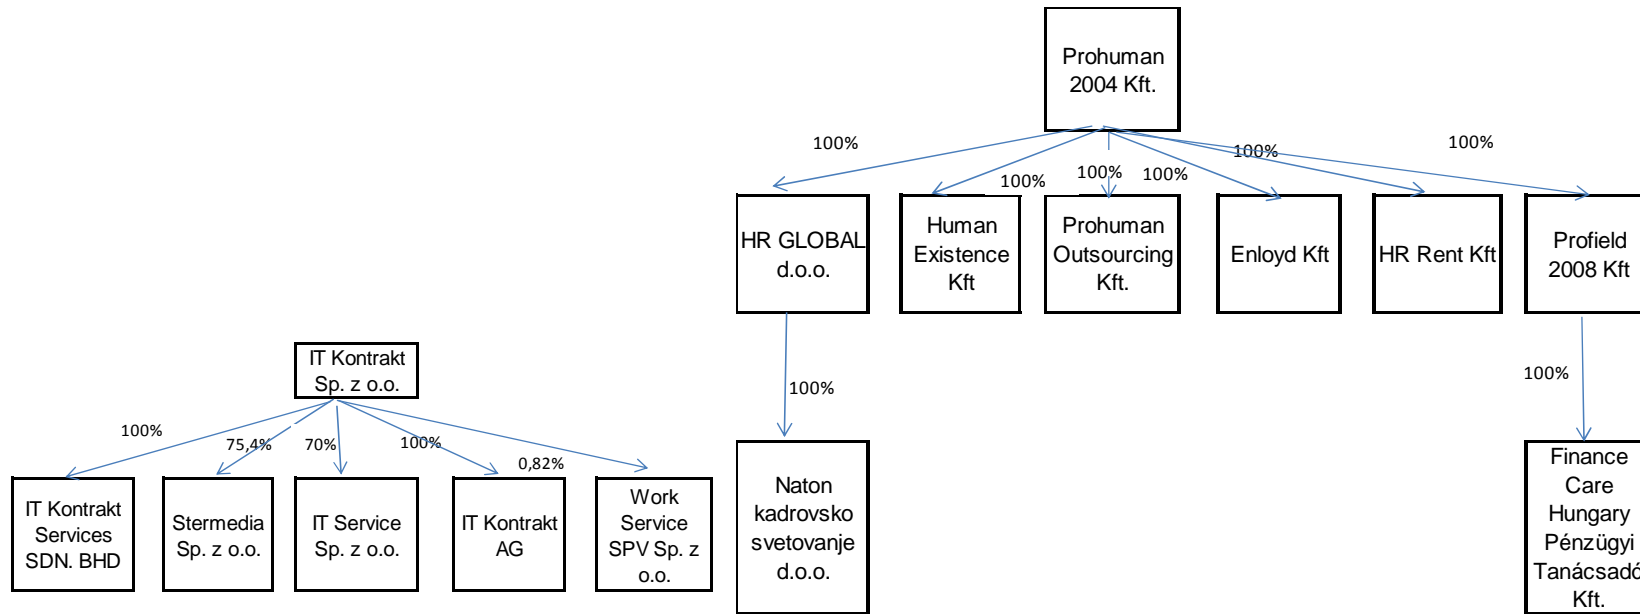 Prohuman
2004 Kft.
100%
100%
100%
100%
100%
100%
HR GLOBAL
d.o.o.
Human
Existence
Kft
Prohuman
Outsourcing
Kft.
Enloyd Kft
HR Rent Kft
Profield
2008 Kft
100%
100%
Naton
kadrovsko
svetovanje
d.o.o.
Finance
Care
Hungary
Pénzügyi
Tanácsadó
Kft.
IT Kontrakt
Sp. z o.o.
100%
75,4%
70%
100%
0,82%
IT Kontrakt
Services
SDN. BHD
Stermedia
Sp. z o.o.
IT Service
Sp. z o.o.
IT Kontrakt
AG
Work
Service
SPV Sp. z
o.o.